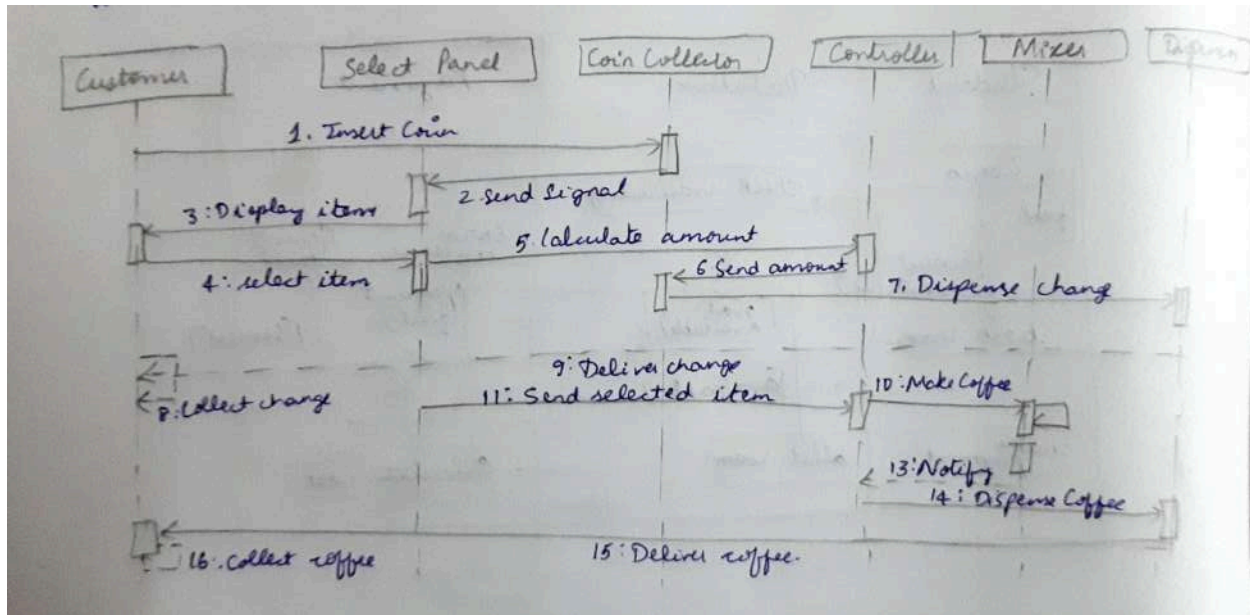 Customer
Select Panel
Coin Collector
Controller
Mixer
1. Insert Coin
2. Send Signal
3: Display item
4: select item
5. Calculate amount
6 Send amount
7. Dispense change
9: Deliver change
8: Collect change
10: Make Coffee
11: Send selected item
13: Notify
14: Dispense Coffee
15: Deliver coffee.
16: Collect coffee